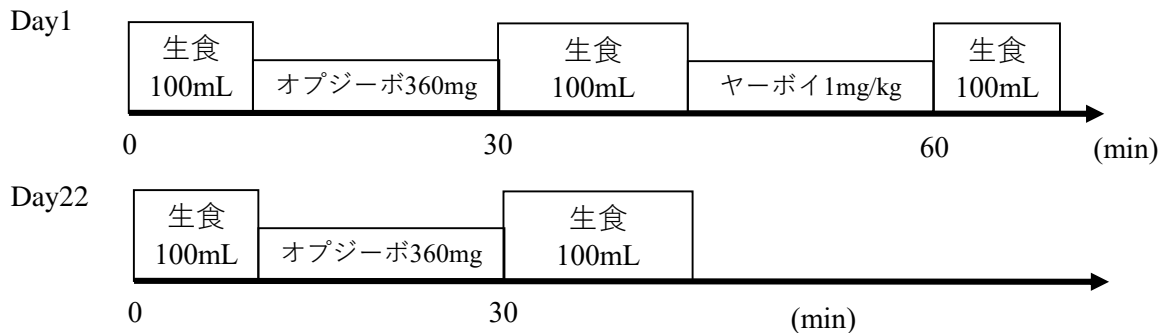 Day1
生食
100mL
オプジーボ360mg
生食
100mL
ヤーボイ1mg/kg
生食
100mL
0
30
60
(min)
Day22
生食
100mL
オプジーボ360mg
生食
100mL
0
30
(min)